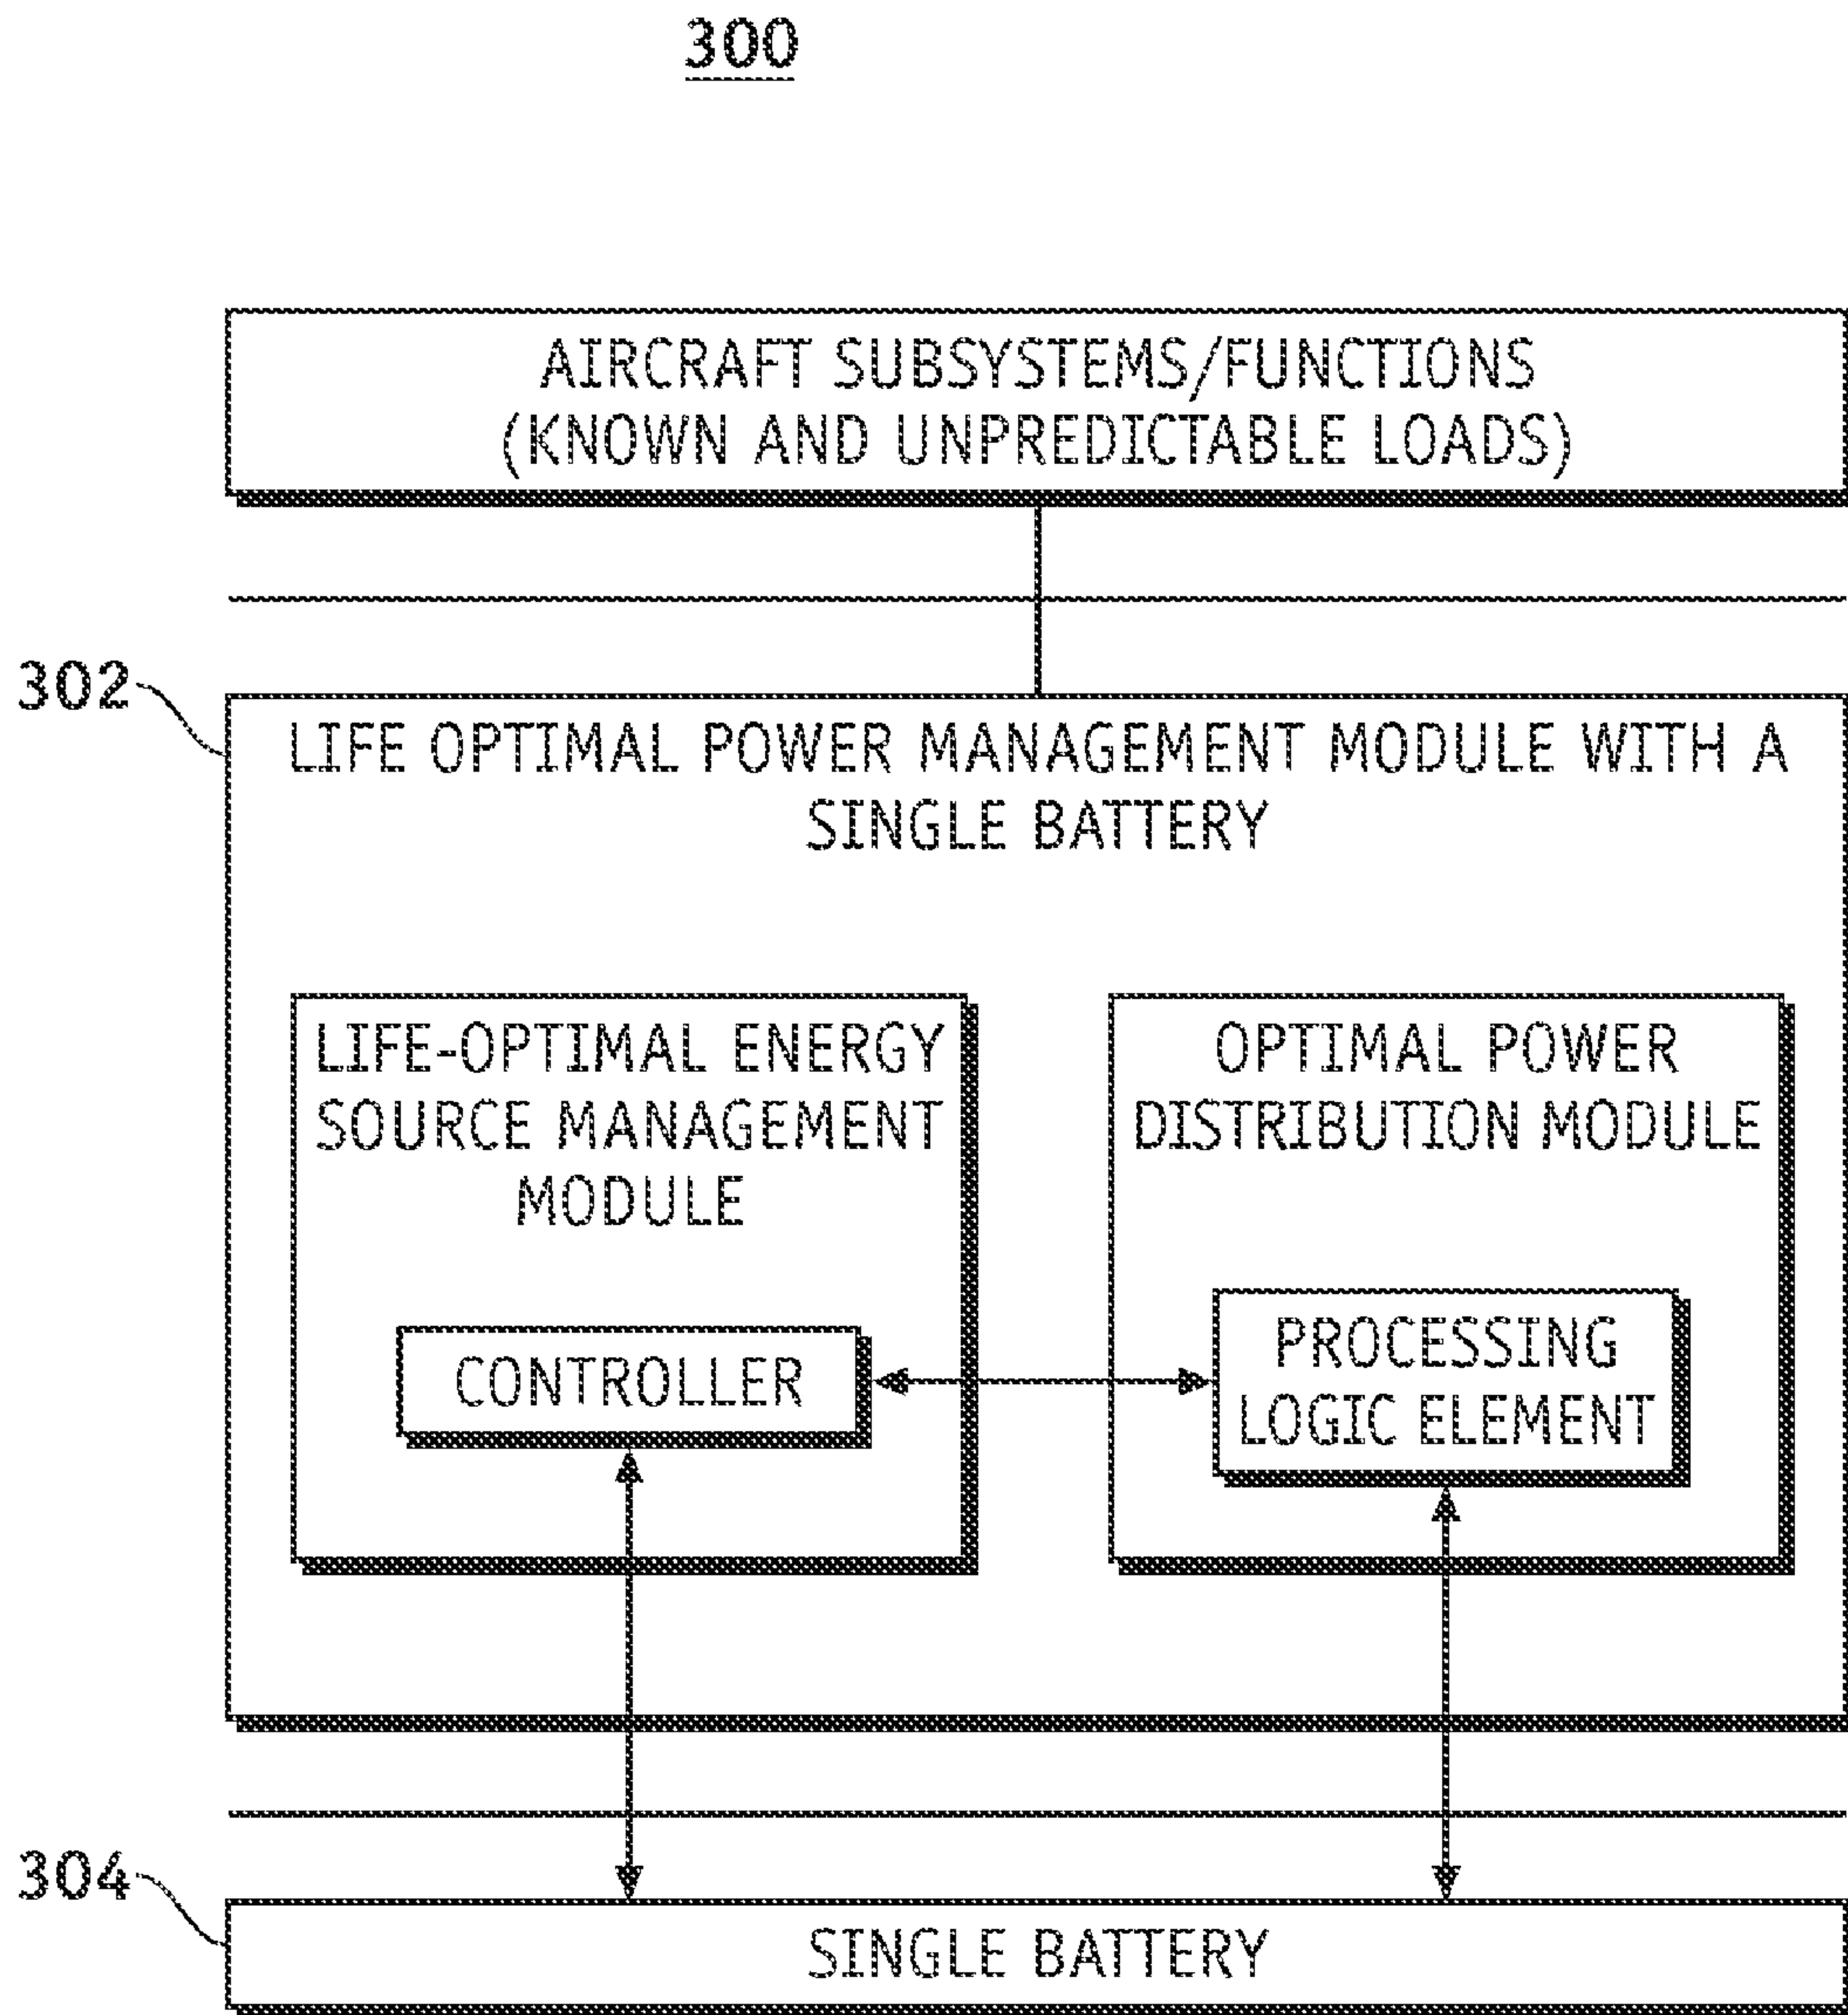 300
AIRCRAFT SUBSYSTEMS/FUNCTIONS
(KNOWN AND UNPREDICTABLE LOADS)
302
LIFE OPTIMAL POWER MANAGEMENT MODULE WITH A
SINGLE BATTERY
LIFE-OPTIMAL ENERGY
SOURCE MANAGEMENT
MODULE
CONTROLLER
OPTIMAL POWER
DISTRIBUTION MODULE
PROCESSING
LOGIC ELEMENT
304
SINGLE BATTERY